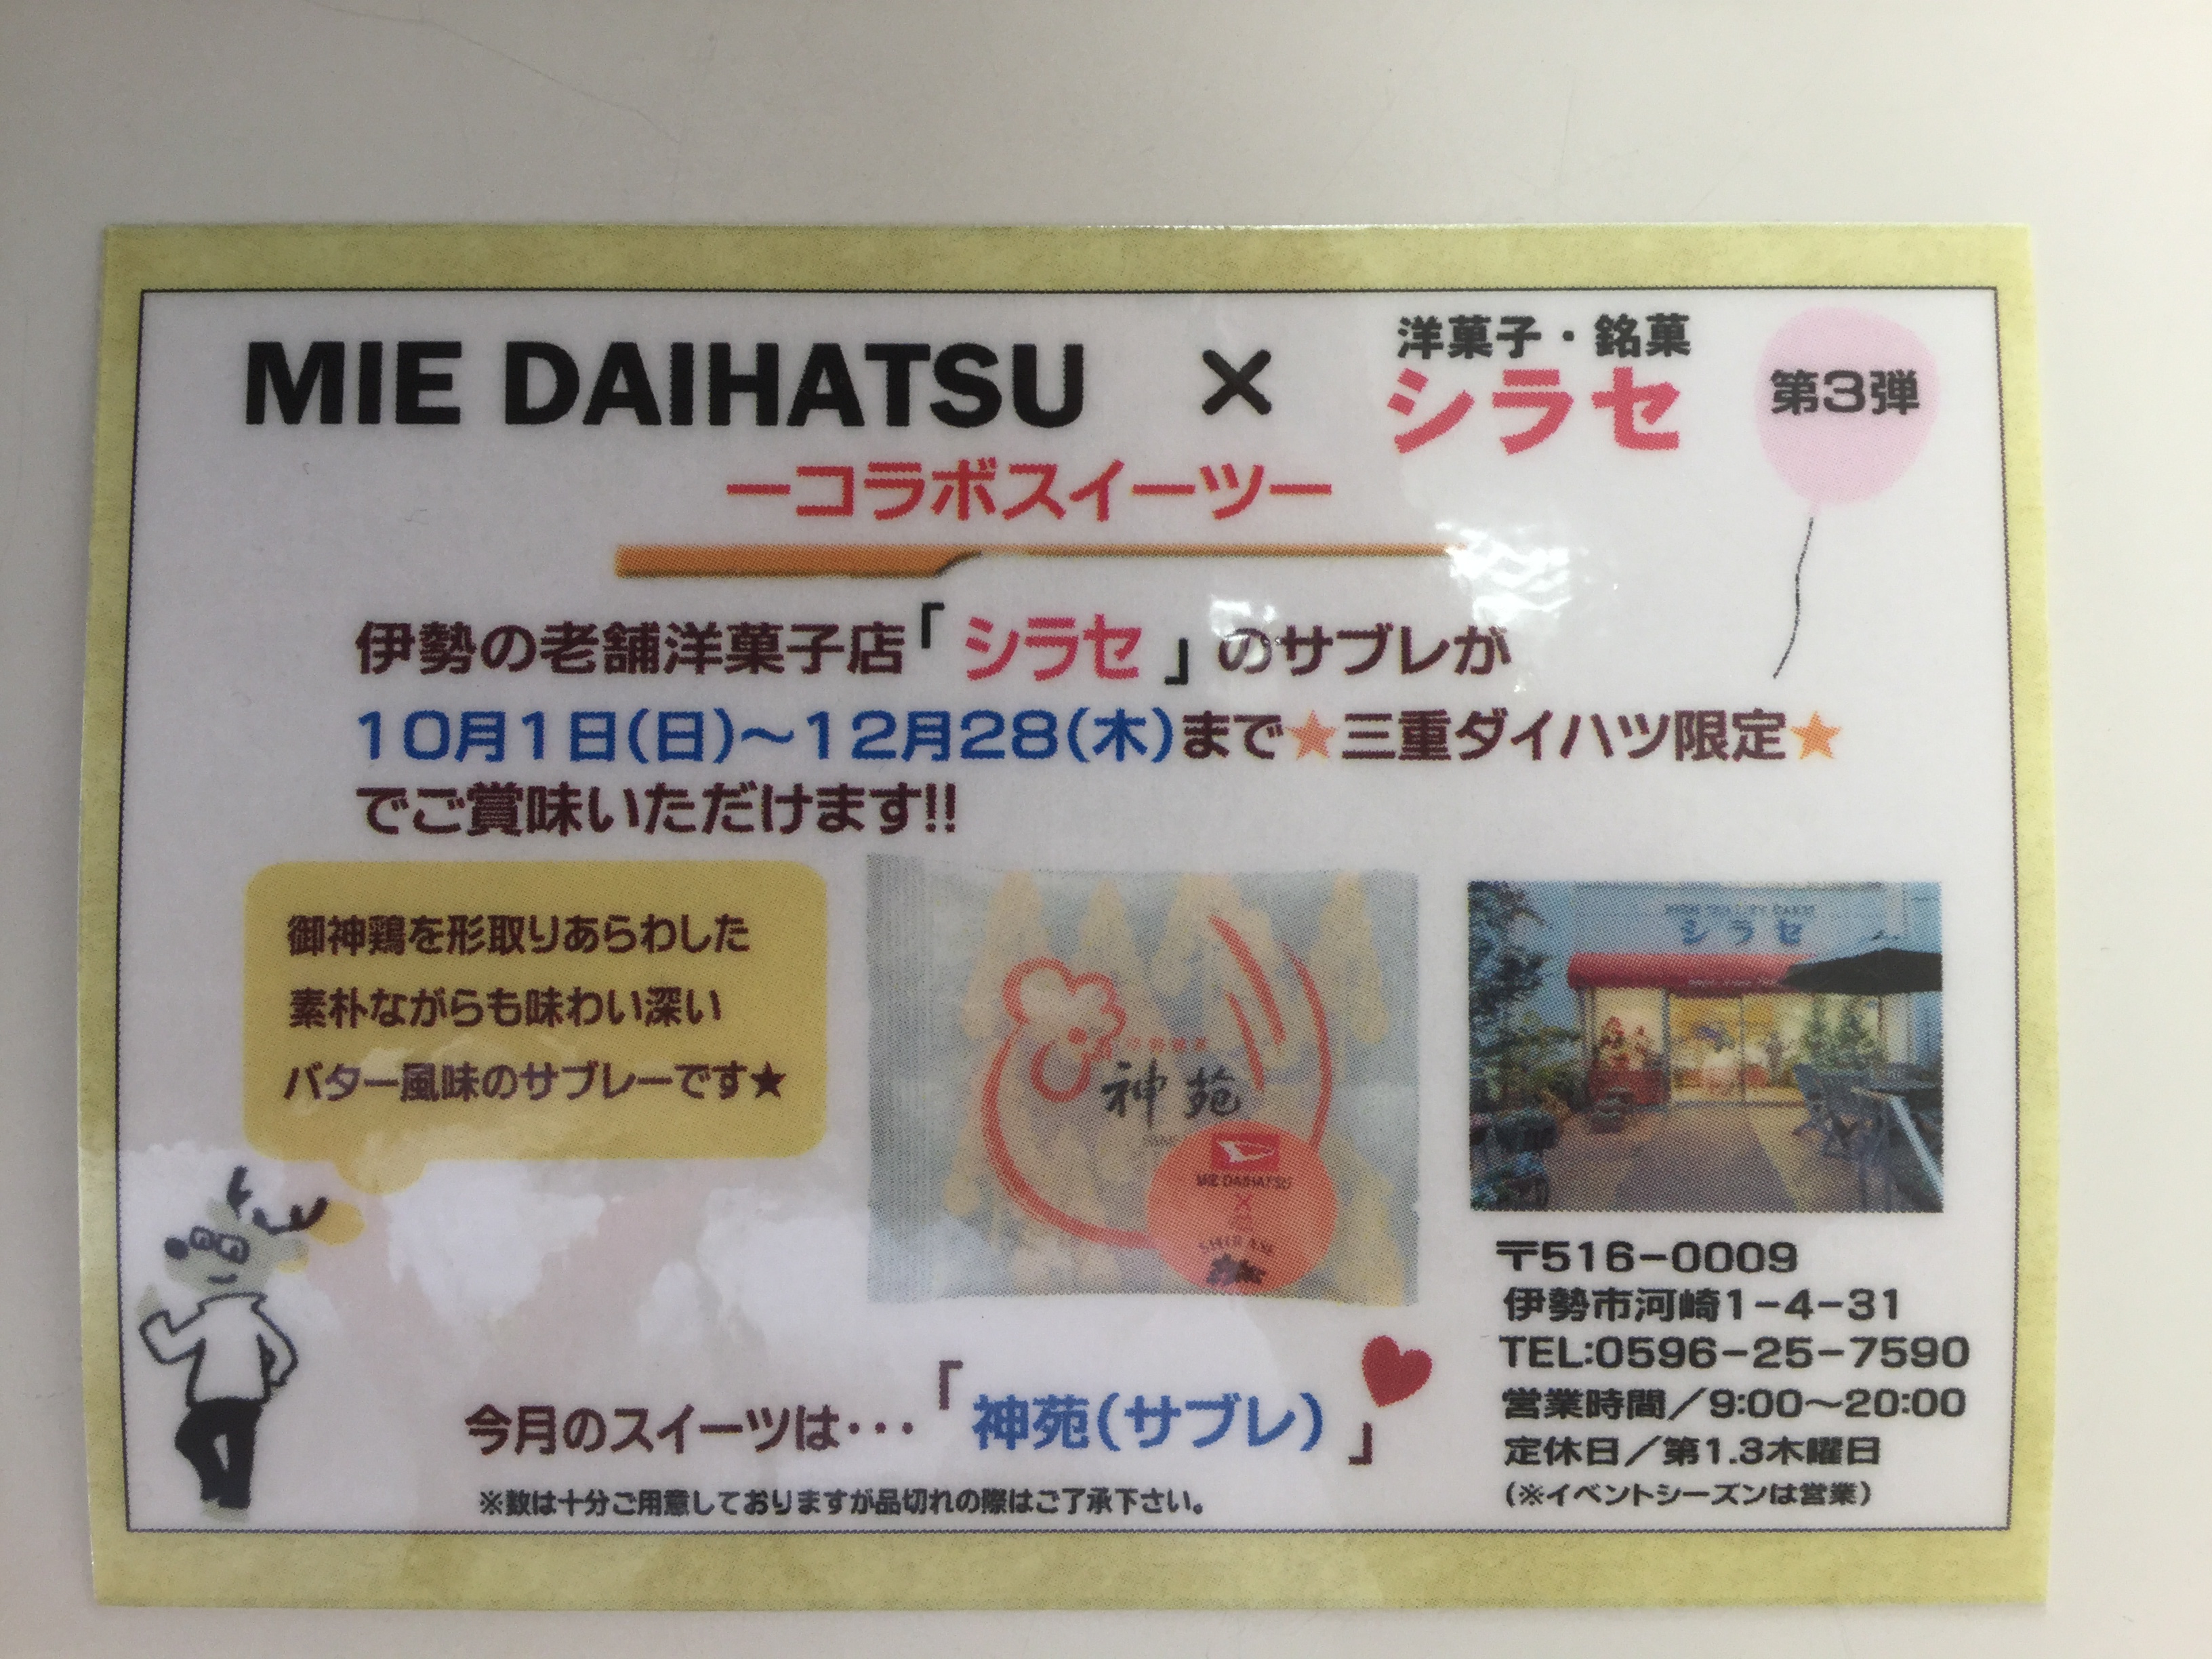 MIE DAIHATSU × 洋菓子・銘菓 シラセ
第3弾
ーコラボスイーツー
伊勢の老舗洋菓子店「シラセ」のサブレが
10月1日(日)～12月28(木)まで★三重ダイハツ限定★
でご賞味いただけます!!
御神鶏を形取りあらわした
素朴ながらも味わい深い
バター風味のサブレーです★
神苑
MIE DAIHATSU
×
SHIRASE
シラセ
〒516-0009
伊勢市河崎1-4-31
TEL:0596-25-7590
営業時間／9:00～20:00
定休日／第1.3木曜日
(※イベントシーズンは営業)
今月のスイーツは・・・「神苑(サブレ)」
※数は十分ご用意しておりますが品切れの際はご了承下さい。